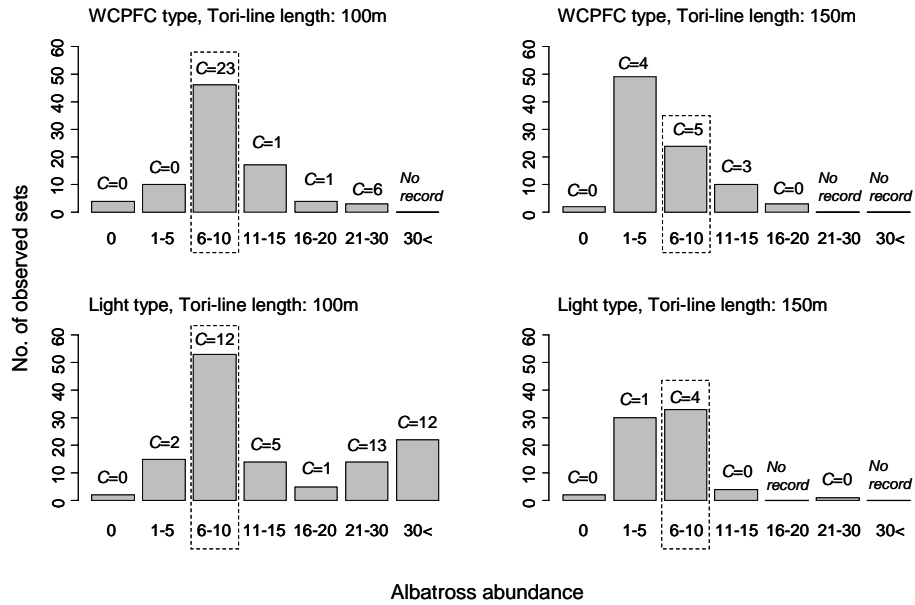 WCPFC type, Tori-line length: 100m
60
50
40
30
20
10
0
C=0
C=0
C=23
C=1
C=1
C=6
No
record
0 1-5 6-10 11-15 16-20 21-30 30<
WCPFC type, Tori-line length: 150m
60
50
40
30
20
10
0
C=0
C=4
C=5
C=3
C=0
No
record
No
record
0 1-5 6-10 11-15 16-20 21-30 30<
No. of observed sets
Light type, Tori-line length: 100m
60
50
40
30
20
10
0
C=0
C=2
C=12
C=5
C=1
C=13
C=12
0 1-5 6-10 11-15 16-20 21-30 30<
Light type, Tori-line length: 150m
60
50
40
30
20
10
0
C=0
C=1
C=4
C=0
No
record
C=0
No
record
0 1-5 6-10 11-15 16-20 21-30 30<
Albatross abundance